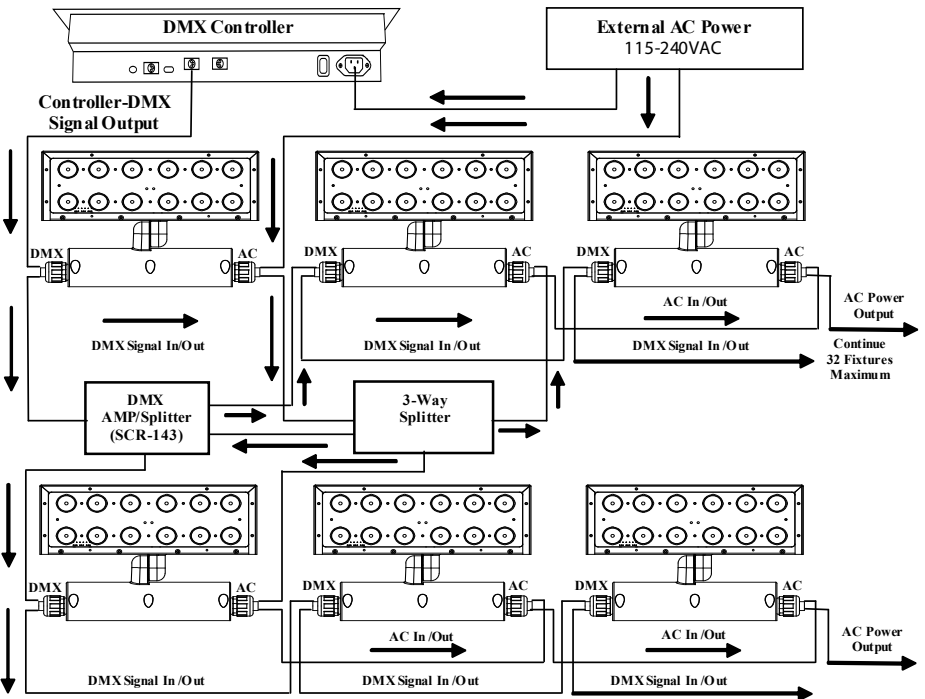 DMX Controller
External AC Power
115-240VAC
Controller-DMX
Signal Output
DMX
AC
DMX
AC
DMX
AC
AC In/Out
AC Power
Output
DMX Signal In/Out
DMX Signal In/Out
DMX Signal In/Out
Continue
32 Fixtures
Maximum
DMX
AMP/Splitter
(SCR-143)
3-Way
Splitter
DMX
AC
DMX
AC
DMX
AC
AC In/Out
AC In/Out
AC Power
Output
DMX Signal In/Out
DMX Signal In/Out
DMX Signal In/Out